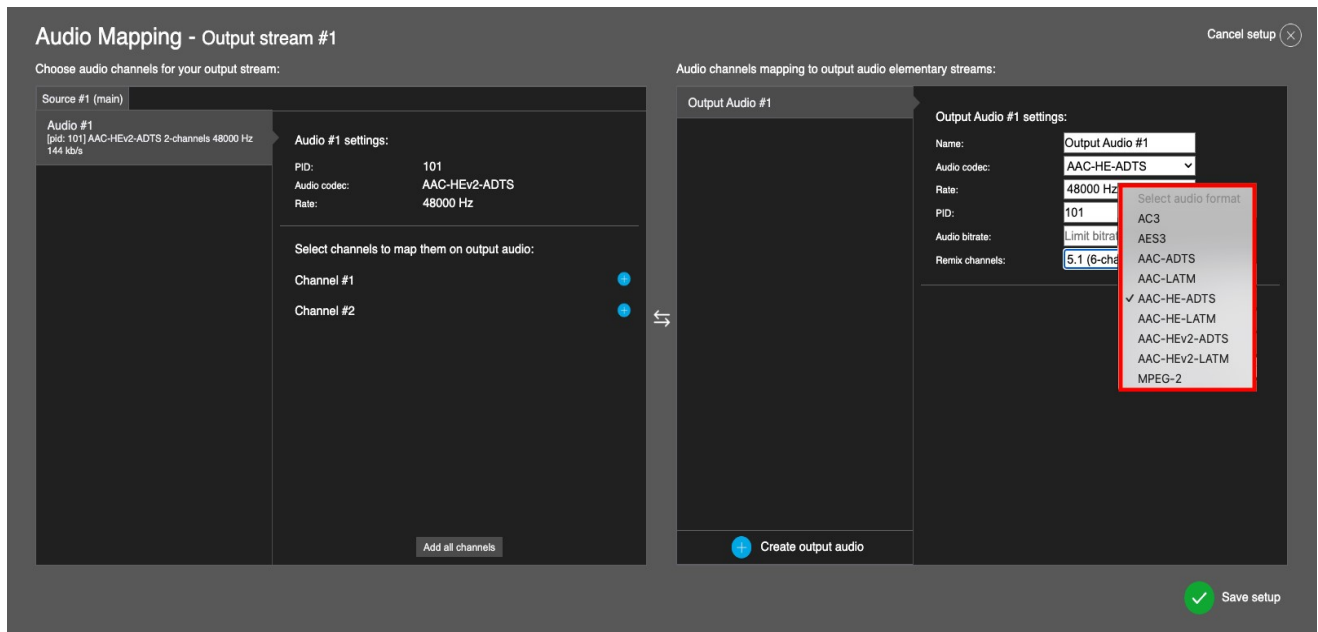 Audio Mapping - Output stream #1
Cancel setup
Choose audio channels for your output stream:
Audio channels mapping to output audio elementary streams:
Source #1 (main)
Audio #1
[pid: 101] AAC-HEv2-ADTS 2-channels 48000 Hz
144 kb/s
Audio #1 settings:
PID: 101
Audio codec: AAC-HEv2-ADTS
Rate: 48000 Hz
Select channels to map them on output audio:
Channel #1
Channel #2
Add all channels
Output Audio #1
Create output audio
Output Audio #1 settings:
Name: Output Audio #1
Audio codec: AAC-HE-ADTS
Rate: 48000 Hz
PID: 101
Audio bitrate: Limit
Remix channels: 5.1
Select audio format
AC3
AES3
AAC-ADTS
AAC-LATM
✓ AAC-HE-ADTS
AAC-HE-LATM
AAC-HEv2-ADTS
AAC-HEv2-LATM
MPEG-2
Save setup